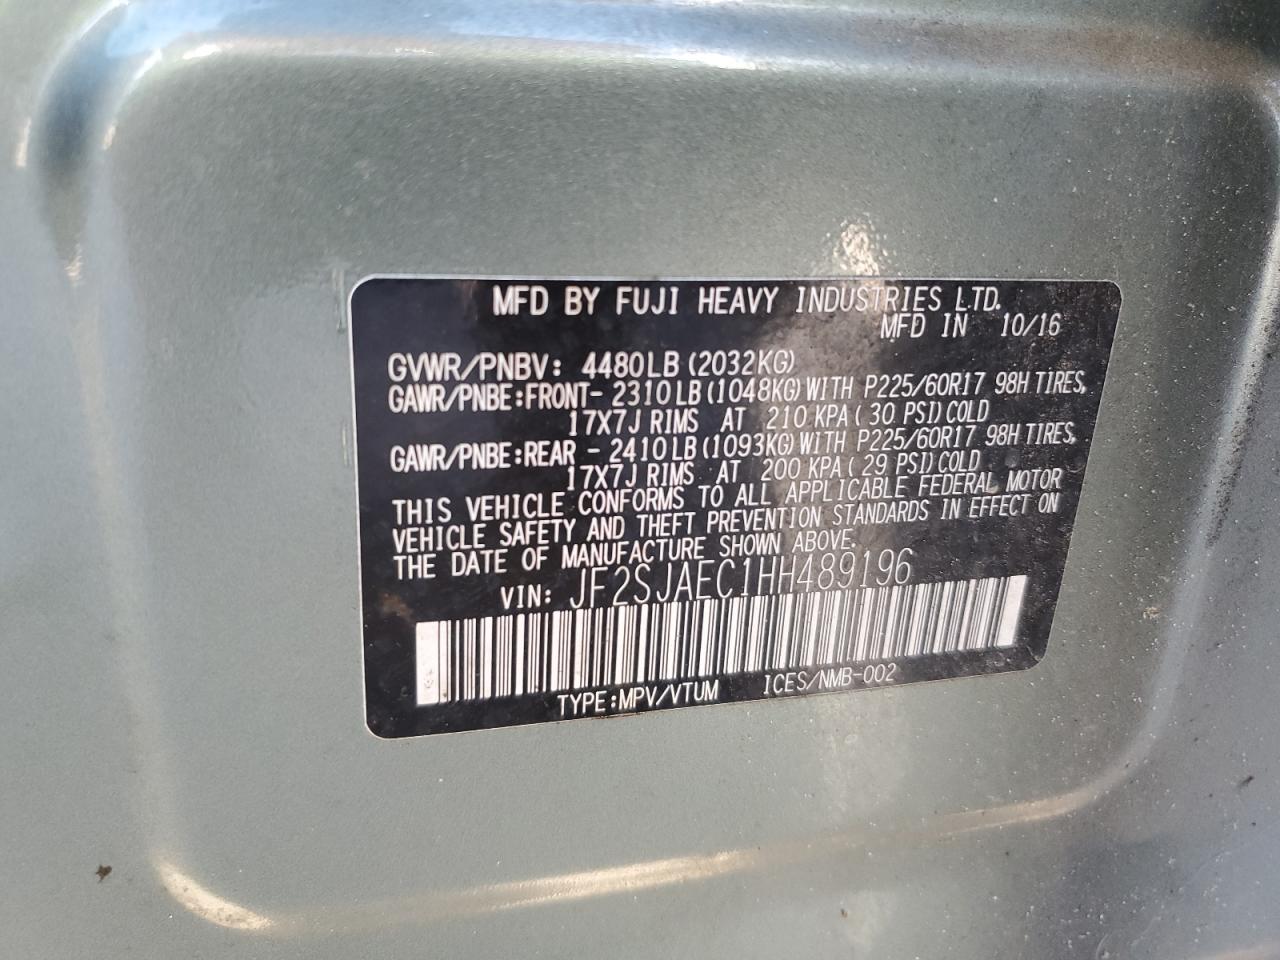 MFD BY FUJI HEAVY INDUSTRIES LTD.
MFD IN 10/16
GVWR/PNBV: 4480LB (2032KG)
GAWR/PNBE:FRONT- 2310LB (1048KG) WITH P225/60R17 98H TIRES,
17X7J RIMS AT 210 KPA ( 30 PSI) COLD
GAWR/PNBE:REAR - 2410LB (1093KG) WITH P225/60R17 98H TIRES,
17X7J RIMS AT 200 KPA ( 29 PSI) COLD
THIS VEHICLE CONFORMS TO ALL APPLICABLE FEDERAL MOTOR
VEHICLE SAFETY AND THEFT PREVENTION STANDARDS IN EFFECT ON
THE DATE OF MANUFACTURE SHOWN ABOVE.
VIN: JF2SJAEC1HH489196
TYPE:MPV/VTUM ICES/NMB-002